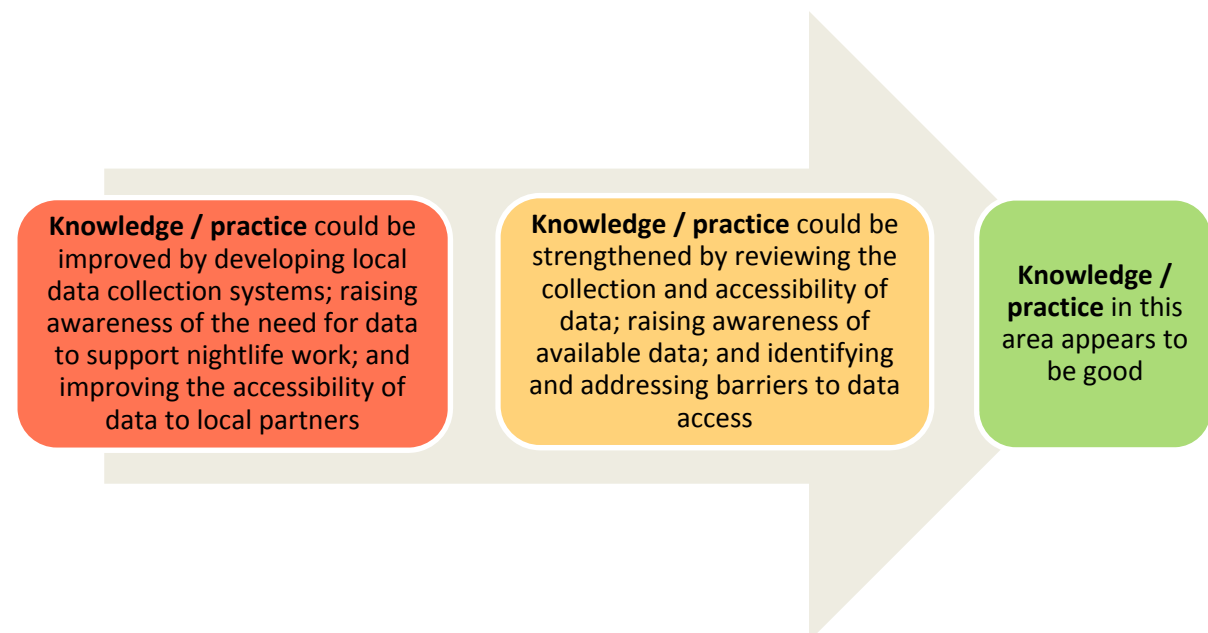 Knowledge / practice could be
improved by developing local
data collection systems; raising
awareness of the need for data
to support nightlife work; and
improving the accessibility of
data to local partners
Knowledge / practice could be
strengthened by reviewing the
collection and accessibility of
data; raising awareness of
available data; and identifying
and addressing barriers to data
access
Knowledge /
practice in this
area appears to
be good